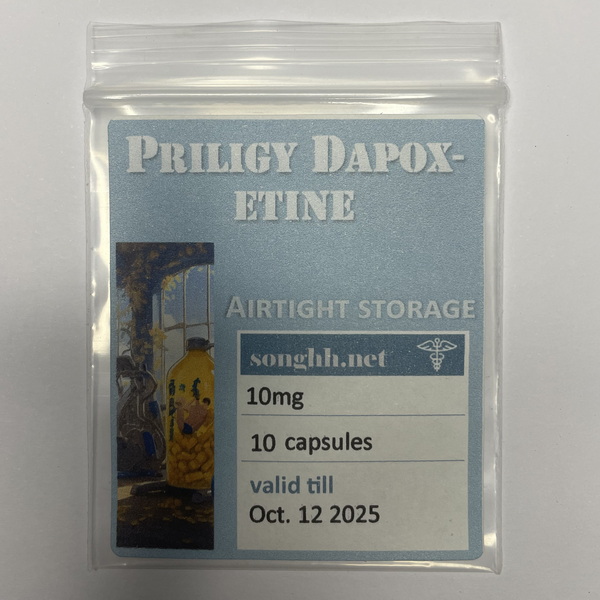 PRILIGY DAPOX-
ETINE
AIRTIGHT STORAGE
songhh.net
10mg
10 capsules
valid till
Oct. 12 2025